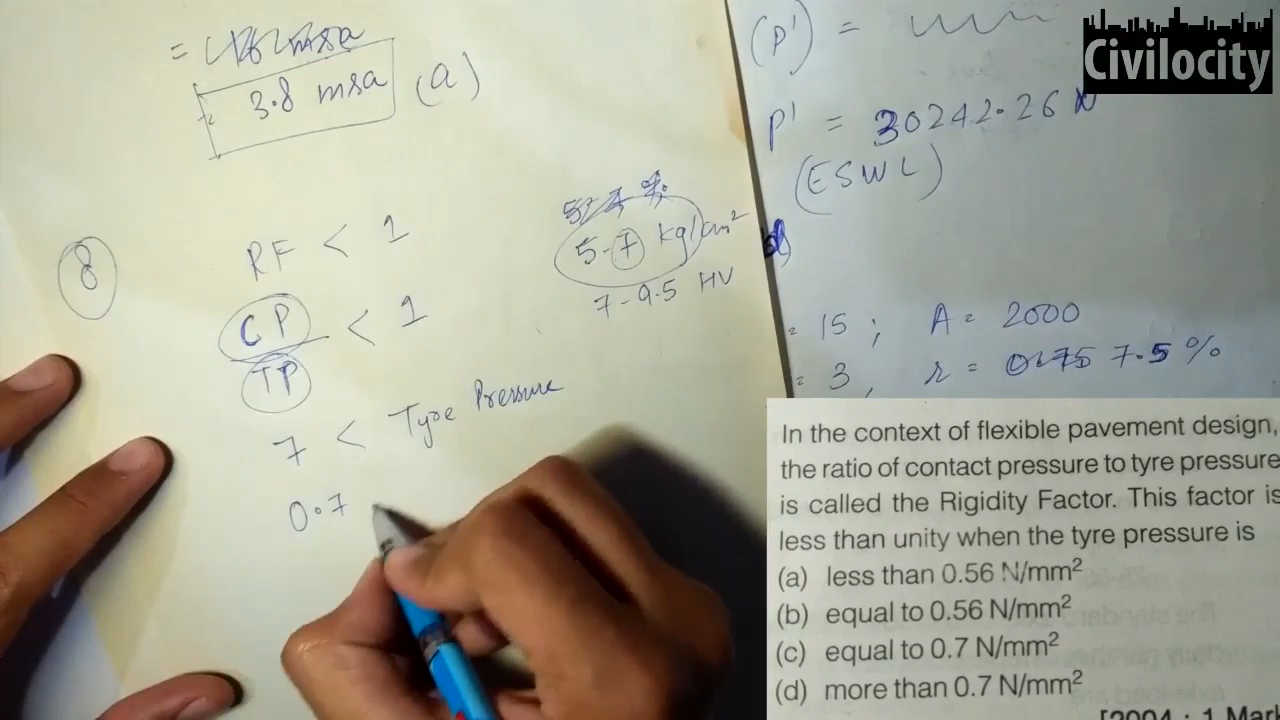 3.8 msa (a)
8
RF < 1
CP < 1
TP
7 < Tyre Pressure
0.7
5-7 kg/cm²
7-9.5 HV
(P') =
P' = 30242.26 N
(ESWL)
= 15 ; A = 2000
= 3, r = 7.5 %
Civilocity
In the context of flexible pavement design,
the ratio of contact pressure to tyre pressure
is called the Rigidity Factor. This factor is
less than unity when the tyre pressure is
(a) less than 0.56 N/mm²
(b) equal to 0.56 N/mm²
(c) equal to 0.7 N/mm²
(d) more than 0.7 N/mm²
[2004 : 1 Mark